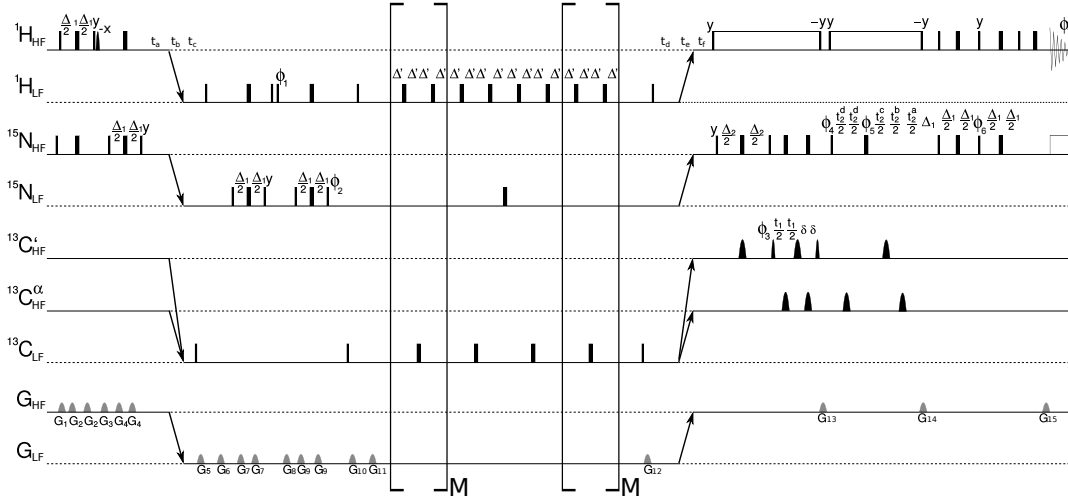 ¹H_HF Δ₁/2 Δ₁/2 y -x t_a t_b t_c t_d t_e t_f y −y y −y y ϕ
¹H_LF ϕ₁ Δ' Δ' Δ' Δ' Δ' Δ' Δ' Δ' Δ' Δ' Δ' Δ'
¹⁵N_HF Δ₁/2 Δ₁/2 y y Δ₂/2 Δ₂/2 ϕ₄ t₂ᵈ/2 t₂ᵈ/2 ϕ₅ t₂ᶜ/2 t₂ᵇ/2 t₂ᵃ/2 Δ₁ Δ₁/2 Δ₁/2 ϕ₆ Δ₁/2 Δ₁/2
¹⁵N_LF Δ₁/2 Δ₁/2 y Δ₁/2 Δ₁/2 ϕ₂
¹³C'_HF ϕ₃ t₁/2 t₁/2 δ δ
¹³C^α_HF
¹³C_LF
G_HF G₁ G₂ G₂ G₃ G₄ G₄ G₁₃ G₁₄ G₁₅
G_LF G₅ G₆ G₇ G₇ G₈ G₉ G₉ G₁₀ G₁₁ G₁₂
M M